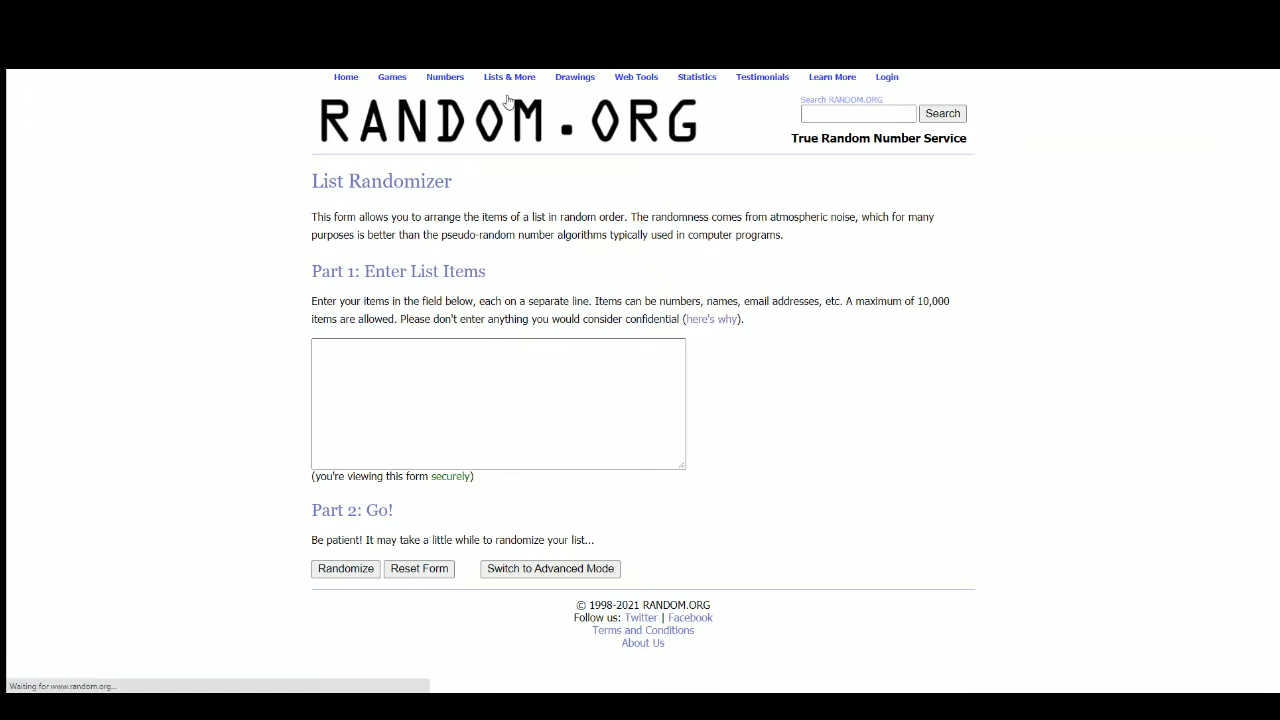 Home Games Numbers Lists & More Drawings Web Tools Statistics Testimonials Learn More Login
RANDOM.ORG
Search RANDOM.ORG
Search
True Random Number Service
List Randomizer
This form allows you to arrange the items of a list in random order. The randomness comes from atmospheric noise, which for many
purposes is better than the pseudo-random number algorithms typically used in computer programs.
Part 1: Enter List Items
Enter your items in the field below, each on a separate line. Items can be numbers, names, email addresses, etc. A maximum of 10,000
items are allowed. Please don't enter anything you would consider confidential (here's why).
(you're viewing this form securely)
Part 2: Go!
Be patient! It may take a little while to randomize your list...
Randomize Reset Form Switch to Advanced Mode
© 1998-2021 RANDOM.ORG
Follow us: Twitter | Facebook
Terms and Conditions
About Us
Waiting for www.random.org...